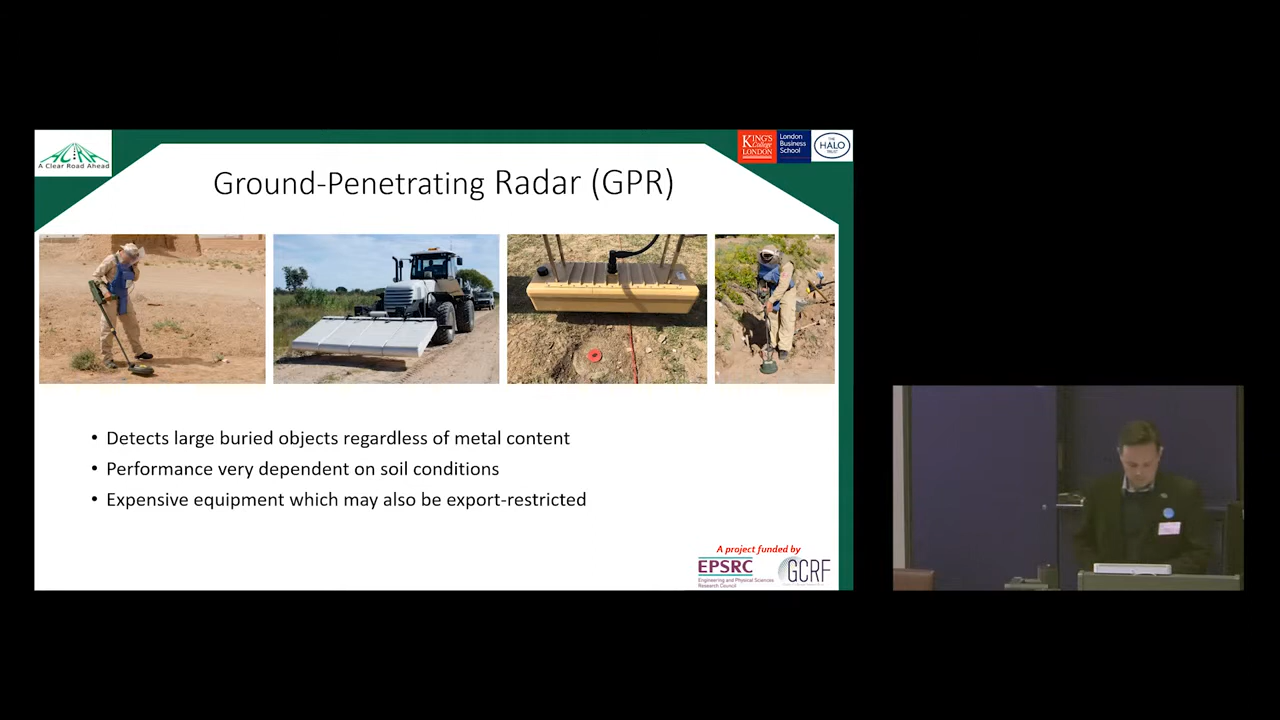 A Clear Road Ahead
KING'S
College
LONDON
London
Business
School
THE
HALO
TRUST
Ground-Penetrating Radar (GPR)
• Detects large buried objects regardless of metal content
• Performance very dependent on soil conditions
• Expensive equipment which may also be export-restricted
A project funded by
EPSRC
Engineering and Physical Sciences
Research Council
GCRF